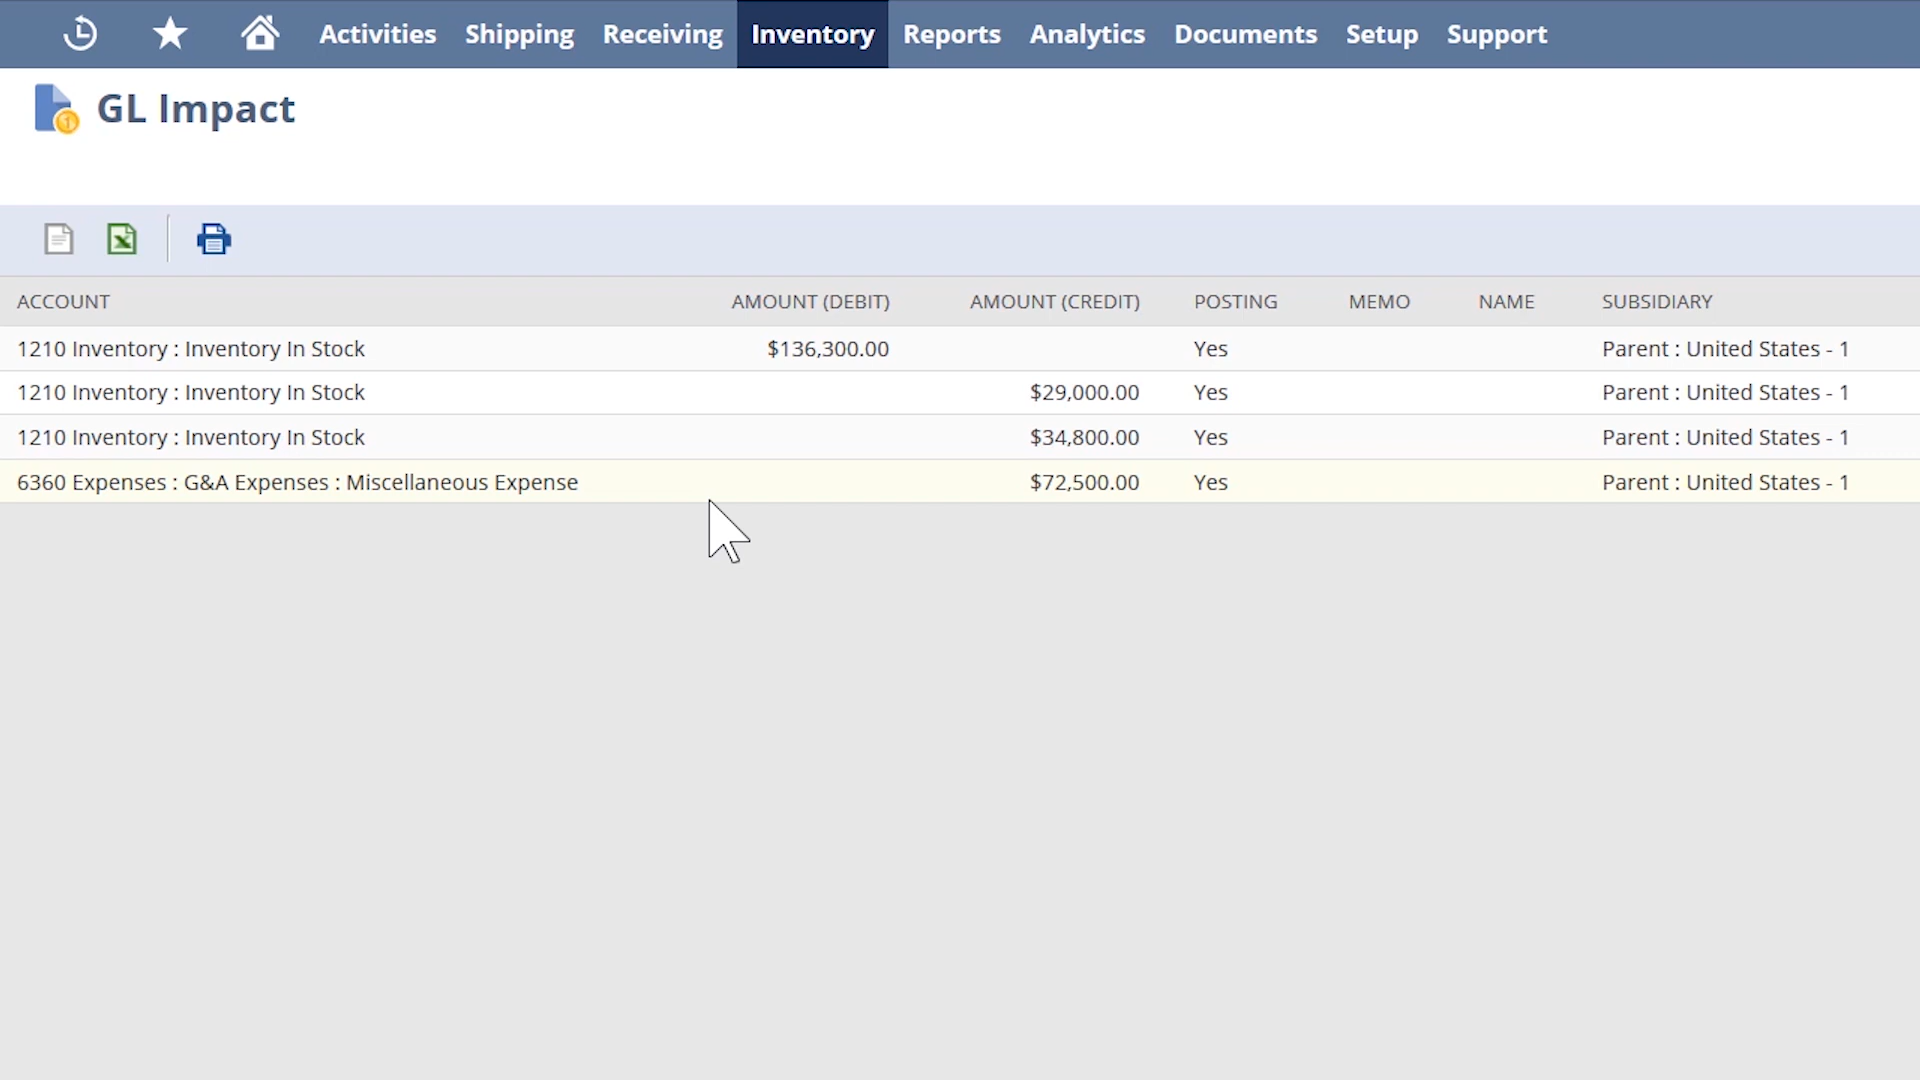 Activities Shipping Receiving Inventory Reports Analytics Documents Setup Support
GL Impact
ACCOUNT AMOUNT (DEBIT) AMOUNT (CREDIT) POSTING MEMO NAME SUBSIDIARY
1210 Inventory : Inventory In Stock $136,300.00 Yes Parent : United States - 1
1210 Inventory : Inventory In Stock $29,000.00 Yes Parent : United States - 1
1210 Inventory : Inventory In Stock $34,800.00 Yes Parent : United States - 1
6360 Expenses : G&A Expenses : Miscellaneous Expense $72,500.00 Yes Parent : United States - 1